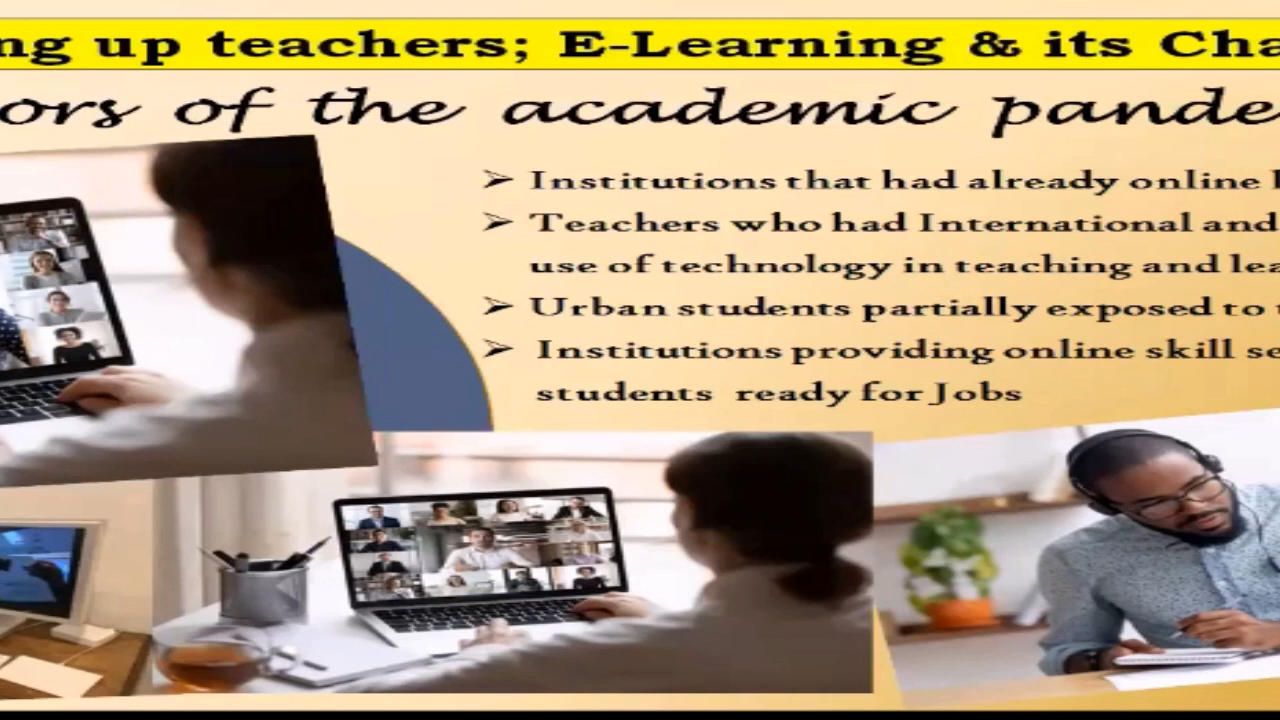 ng up teachers; E-Learning & its Cha
ors of the academic pande
➢ Institutions that had already online
➢ Teachers who had International and
use of technology in teaching and lea
➢ Urban students partially exposed to
➢ Institutions providing online skill se
students ready for Jobs